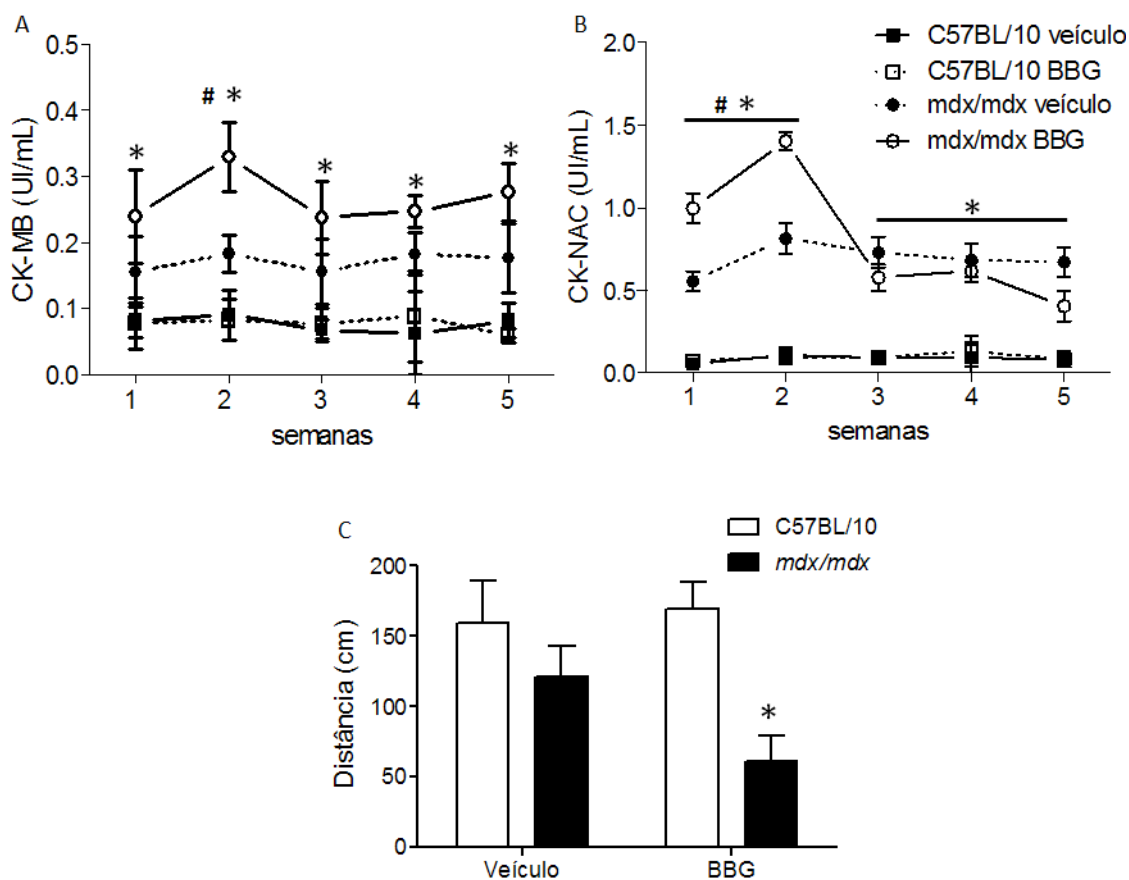 A
CK-MB (UI/mL)
0.5
0.4
0.3
0.2
0.1
0.0
*
# *
*
*
*
1 2 3 4 5
semanas
B
CK-NAC (UI/mL)
2.0
1.5
1.0
0.5
0.0
# *
*
1 2 3 4 5
semanas
C57BL/10 veículo
C57BL/10 BBG
mdx/mdx veículo
mdx/mdx BBG
C
C57BL/10
mdx/mdx
Distância (cm)
200
150
100
50
0
*
Veículo BBG